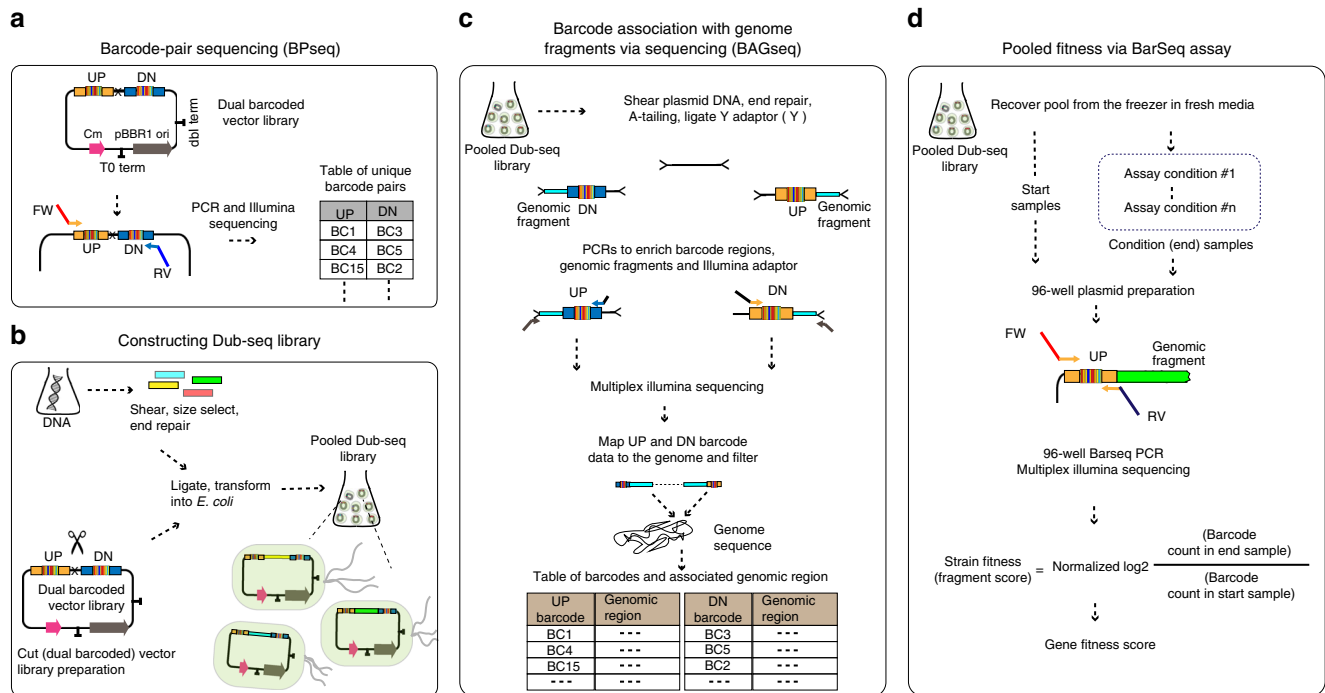 a
Barcode-pair sequencing (BPseq)
UP
DN
Dual barcoded
vector library
dbl term
Cm
pBBR1 ori
T0 term
FW
UP
DN
RV
PCR and Illumina
sequencing
Table of unique
barcode pairs
UP DN
BC1 BC3
BC4 BC5
BC15 BC2
b
Constructing Dub-seq library
DNA
Shear, size select,
end repair
Ligate, transform
into E. coli
Pooled Dub-seq
library
UP
DN
Dual barcoded
vector library
Cut (dual barcoded) vector
library preparation
c
Barcode association with genome
fragments via sequencing (BAGseq)
Pooled Dub-seq
library
Shear plasmid DNA, end repair,
A-tailing, ligate Y adaptor ( Y )
Genomic
fragment
DN
UP
Genomic
fragment
PCRs to enrich barcode regions,
genomic fragments and Illumina adaptor
UP
DN
Multiplex illumina sequencing
Map UP and DN barcode
data to the genome and filter
Genome
sequence
Table of barcodes and associated genomic region
UP
barcode
Genomic
region
DN
barcode
Genomic
region
BC1 --- BC3 ---
BC4 --- BC5 ---
BC15 --- BC2 ---
--- --- --- ---
d
Pooled fitness via BarSeq assay
Pooled Dub-seq
library
Recover pool from the freezer in fresh media
Start
samples
Assay condition #1
Assay condition #n
Condition (end) samples
96-well plasmid preparation
FW
UP
Genomic
fragment
RV
96-well Barseq PCR
Multiplex illumina sequencing
Strain fitness
(fragment score)
= Normalized log2
(Barcode
count in end sample)
(Barcode
count in start sample)
Gene fitness score